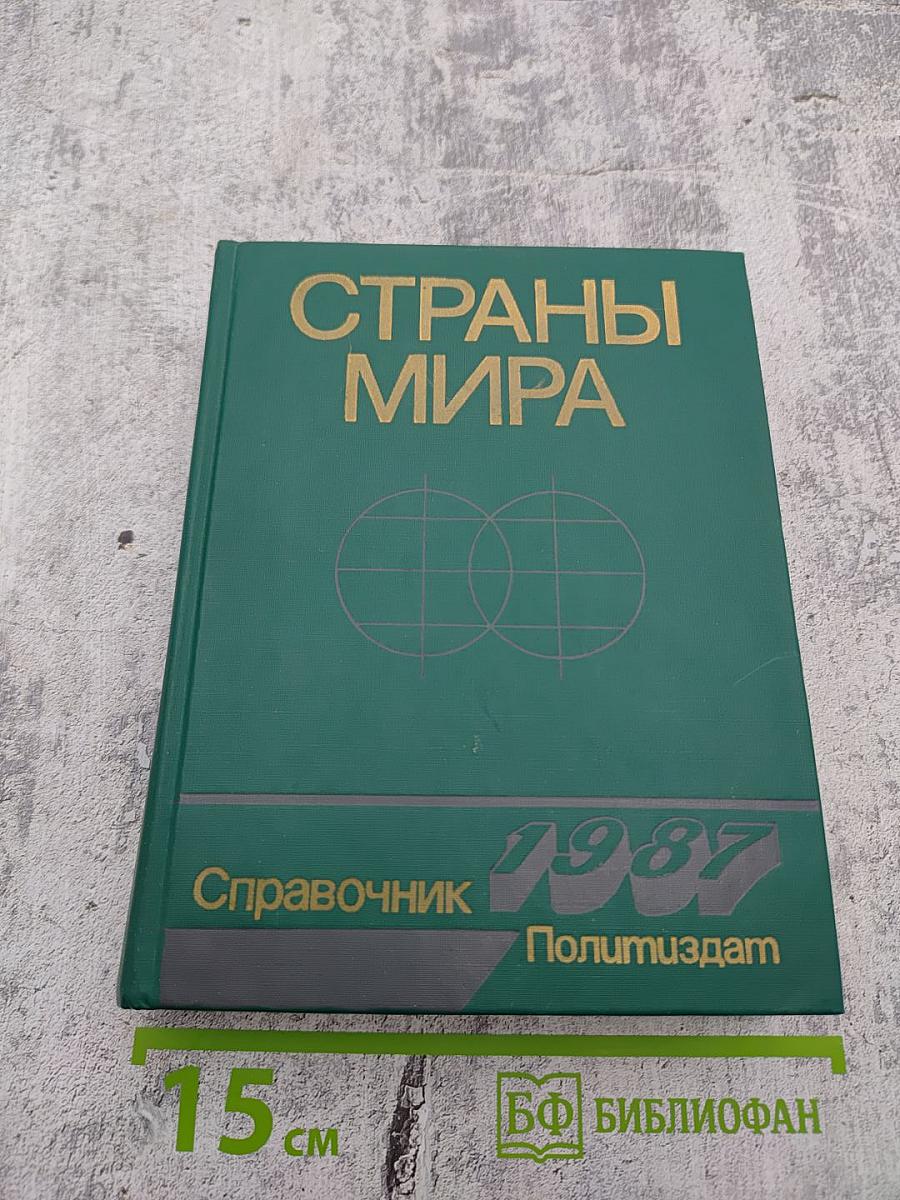 СТРАНЫ
МИРА
1987
Справочник
Политиздат
15 см
БФ БИБЛИОФАН